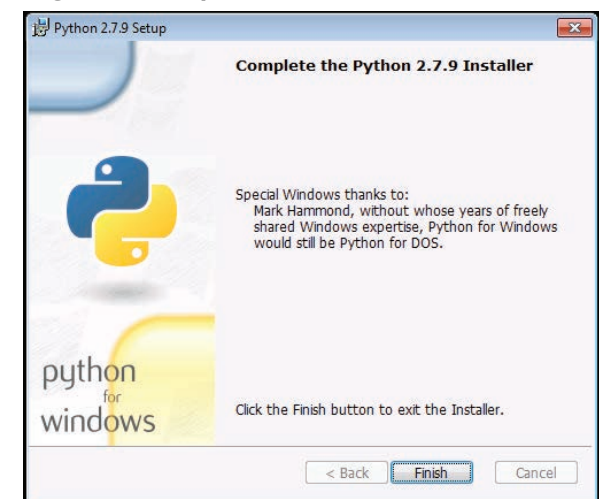 Python 2.7.9 Setup
Complete the Python 2.7.9 Installer
Special Windows thanks to:
Mark Hammond, without whose years of freely
shared Windows expertise, Python for Windows
would still be Python for DOS.
python
for
windows
Click the Finish button to exit the Installer.
< Back
Finish
Cancel